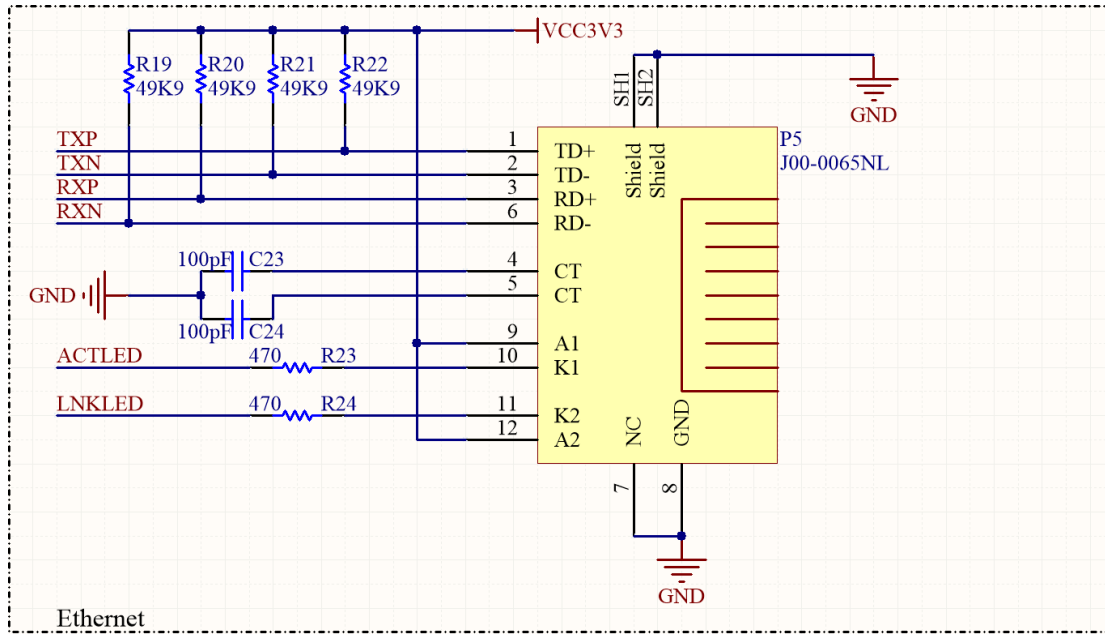 VCC3V3
R19
49K9
R20
49K9
R21
49K9
R22
49K9
SH1
SH2
GND
TXP
TXN
RXP
RXN
1
2
3
6
TD+
TD-
RD+
RD-
Shield
Shield
P5
J00-0065NL
100pF C23
GND
100pF C24
4
5
CT
CT
ACTLED 470 R23
LNKLED 470 R24
9
10
A1
K1
11
12
K2
A2
NC
GND
7
8
GND
Ethernet